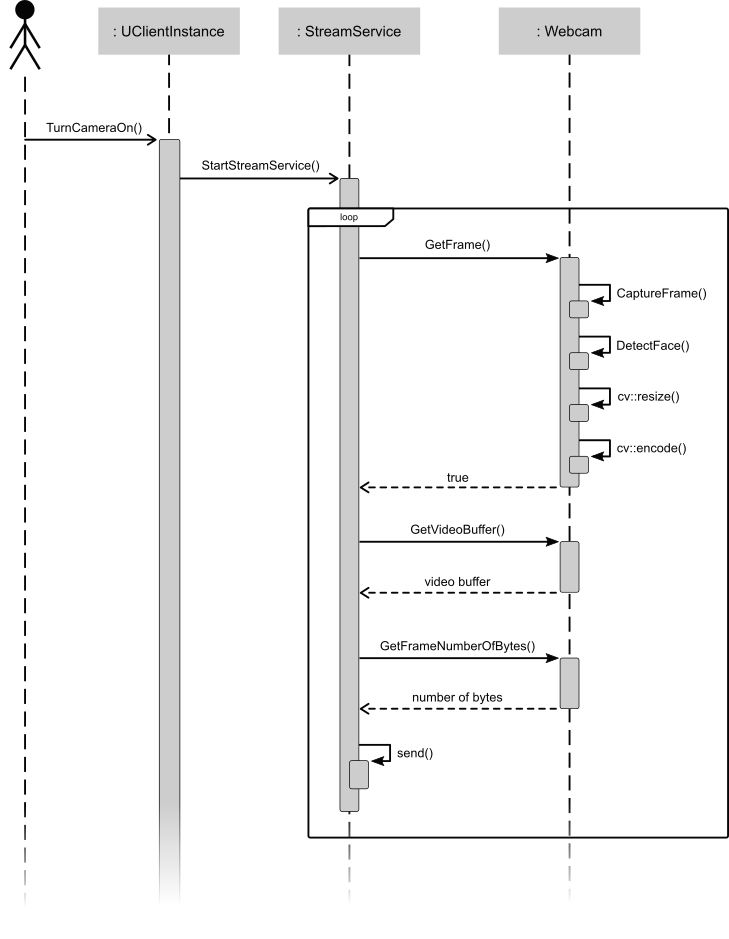 : UClientInstance
: StreamService
: Webcam
TurnCameraOn()
StartStreamService()
loop
GetFrame()
CaptureFrame()
DetectFace()
cv::resize()
cv::encode()
true
GetVideoBuffer()
video buffer
GetFrameNumberOfBytes()
number of bytes
send()